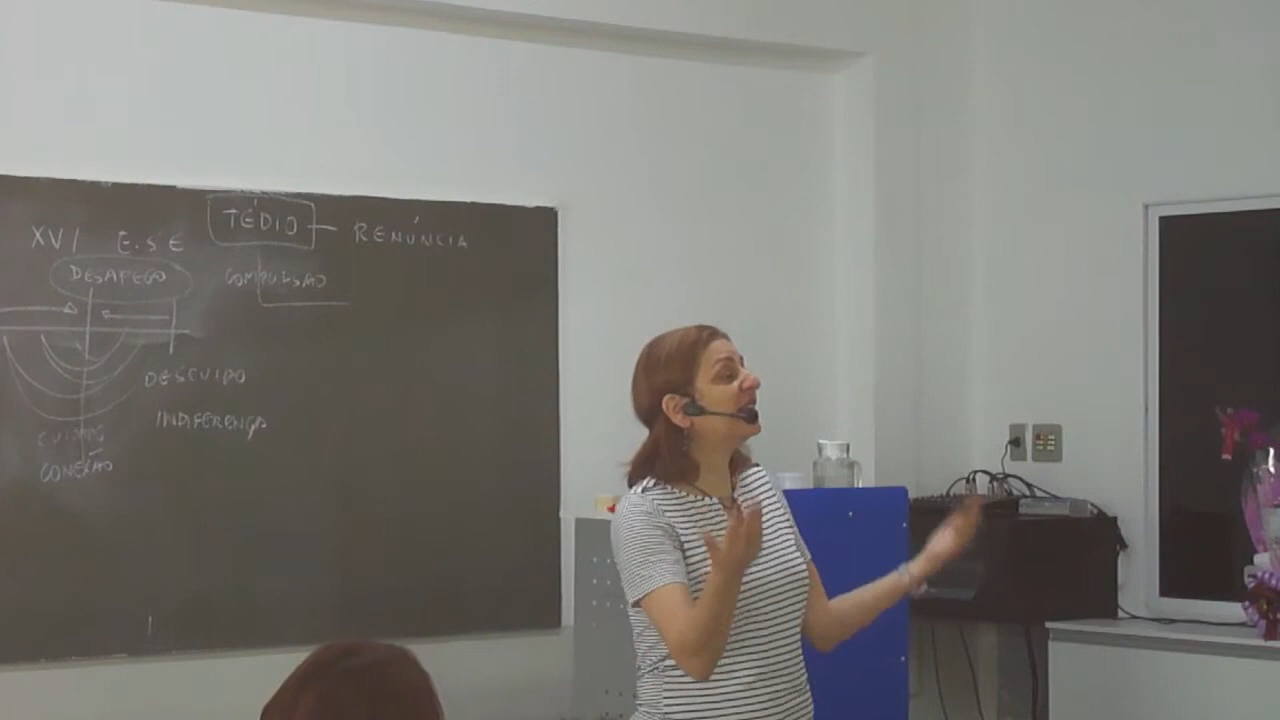 TÉDIO — RENÚNCIA
XVI E.S.E
DESAPEGO
COMPULSÃO
DESCUIDO
INDIFERENÇA
CUIDADO
CONEXÃO